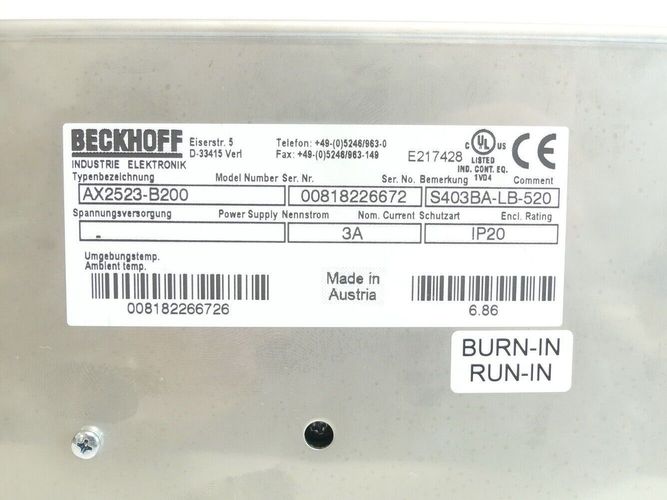 BECKHOFF
INDUSTRIE ELEKTRONIK
Eiserstr. 5
D-33415 Verl
Telefon: +49-(0)5246/963-0
Fax: +49-(0)5246/963-149
E217428
C UL US
LISTED
IND. CONT. EQ.
1VD4
CE
Typenbezeichnung Model Number Ser. Nr. Ser. No. Bemerkung Comment
AX2523-B200 00818226672 S403BA-LB-520
Spannungsversorgung Power Supply Nennstrom Nom. Current Schutzart Encl. Rating
- 3A IP20
Umgebungstemp.
Ambient temp.
008182266726
Made in
Austria
6.86
BURN-IN
RUN-IN